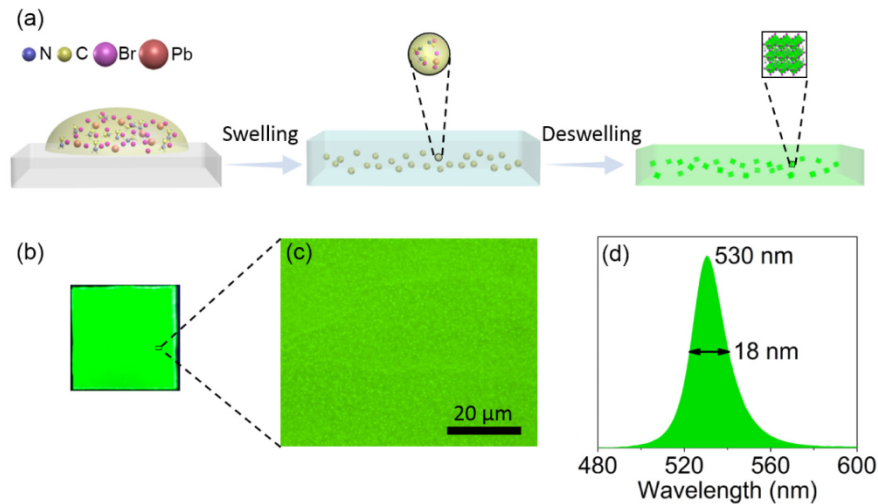 (a)
N C Br Pb
Swelling
Deswelling
(b)
(c)
20 μm
(d)
530 nm
18 nm
480 520 560 600
Wavelength (nm)